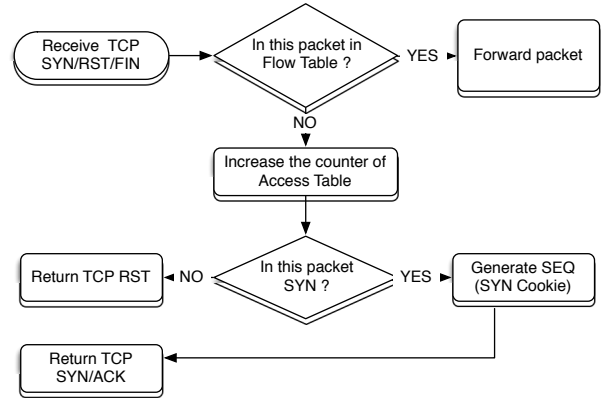 Receive TCP
SYN/RST/FIN
In this packet in
Flow Table ?
YES
Forward packet
NO
Increase the counter of
Access Table
In this packet
SYN ?
NO
Return TCP RST
YES
Generate SEQ
(SYN Cookie)
Return TCP
SYN/ACK